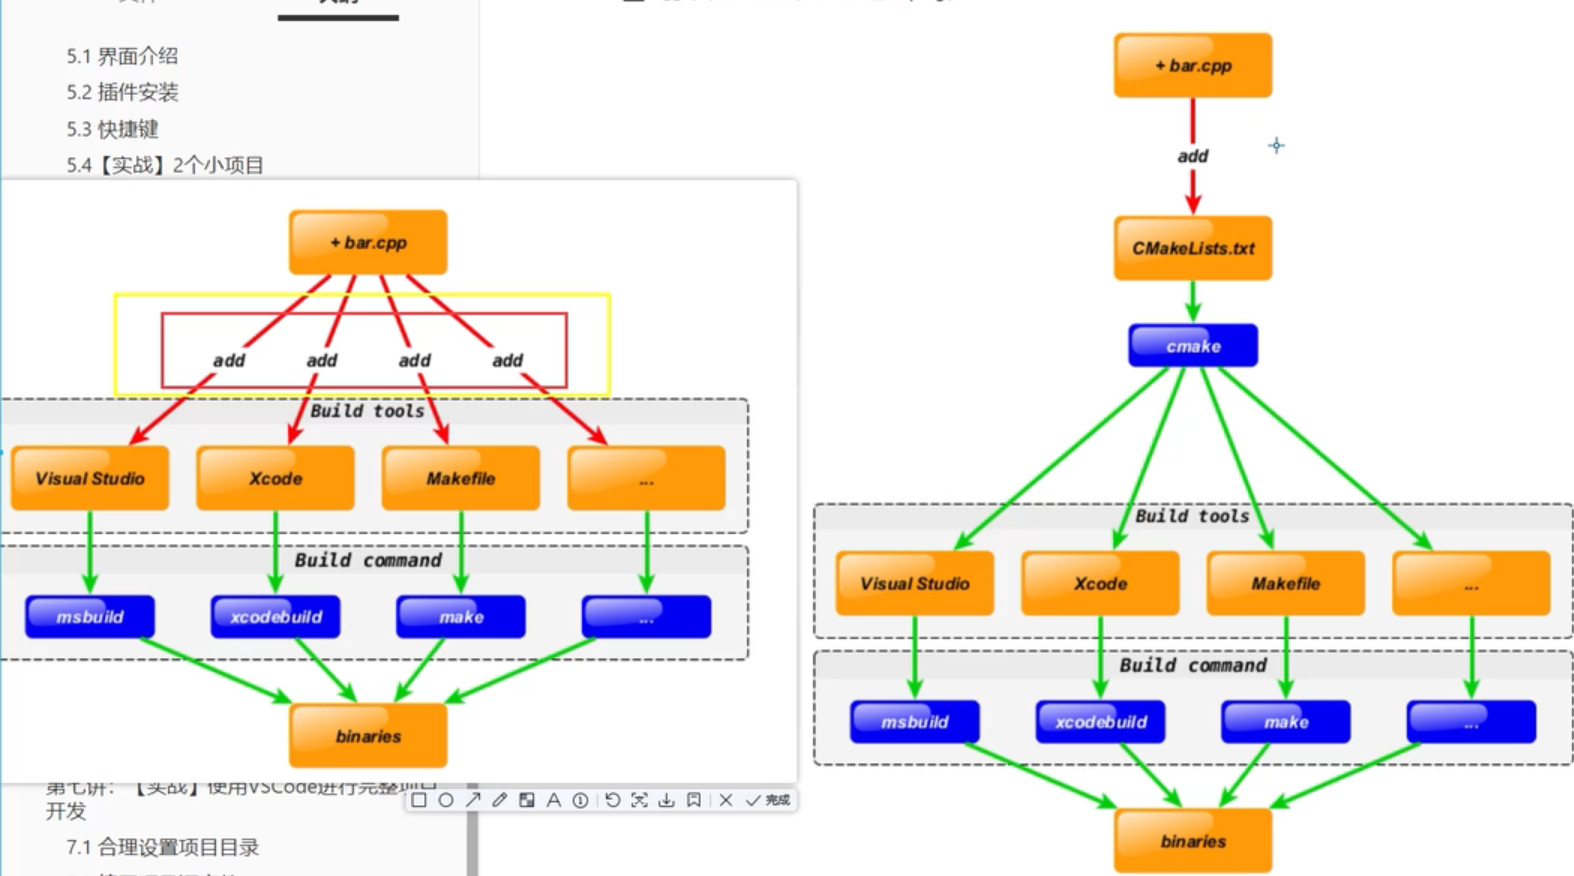 5.1 界面介绍
5.2 插件安装
5.3 快捷键
5.4【实战】2个小项目
+ bar.cpp
add add add add
Build tools
Visual Studio Xcode Makefile ...
Build command
msbuild xcodebuild make ...
binaries
第七讲：【实战】使用VSCode进行完整项目
开发
7.1 合理设置项目目录
完成
+ bar.cpp
add
CMakeLists.txt
cmake
Build tools
Visual Studio Xcode Makefile ...
Build command
msbuild xcodebuild make ...
binaries